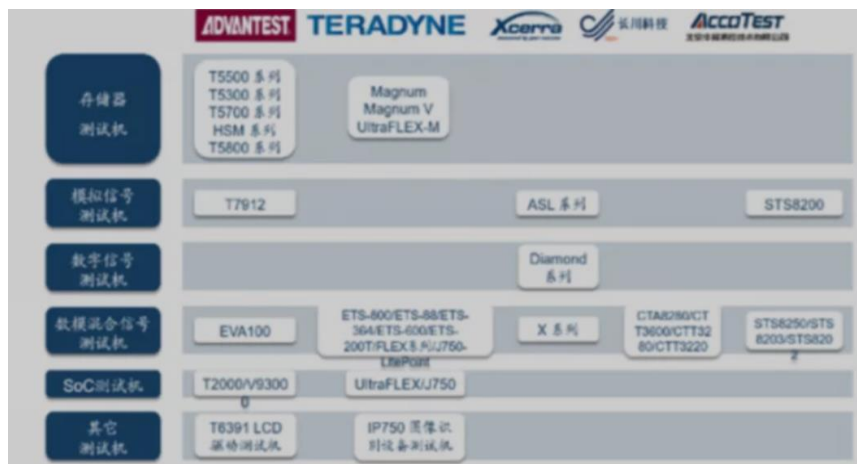 ADVANTEST TERADYNE Xcerra 长川科技 ACCOTEST
存储器
测试机
T5500 系列
T5300 系列
T5700 系列
HSM 系列
T5800 系列
Magnum
Magnum V
UltraFLEX-M
模拟信号
测试机
T7912
ASL 系列
STS8200
数字信号
测试机
Diamond
系列
数模混合信号
测试机
EVA100
ETS-800/ETS-88/ETS-
364/ETS-600/ETS-
200T/FLEX系列/J750-
LitePoint
X 系列
CTA8280/CT
T3600/CTT32
80/CTT3220
STS8250/STS
8203/STS820
2
SoC测试机
T2000/V9300
0
UltraFLEX/J750
其它
测试机
T6391 LCD
驱动测试机
IP750 图像识
别设备测试机